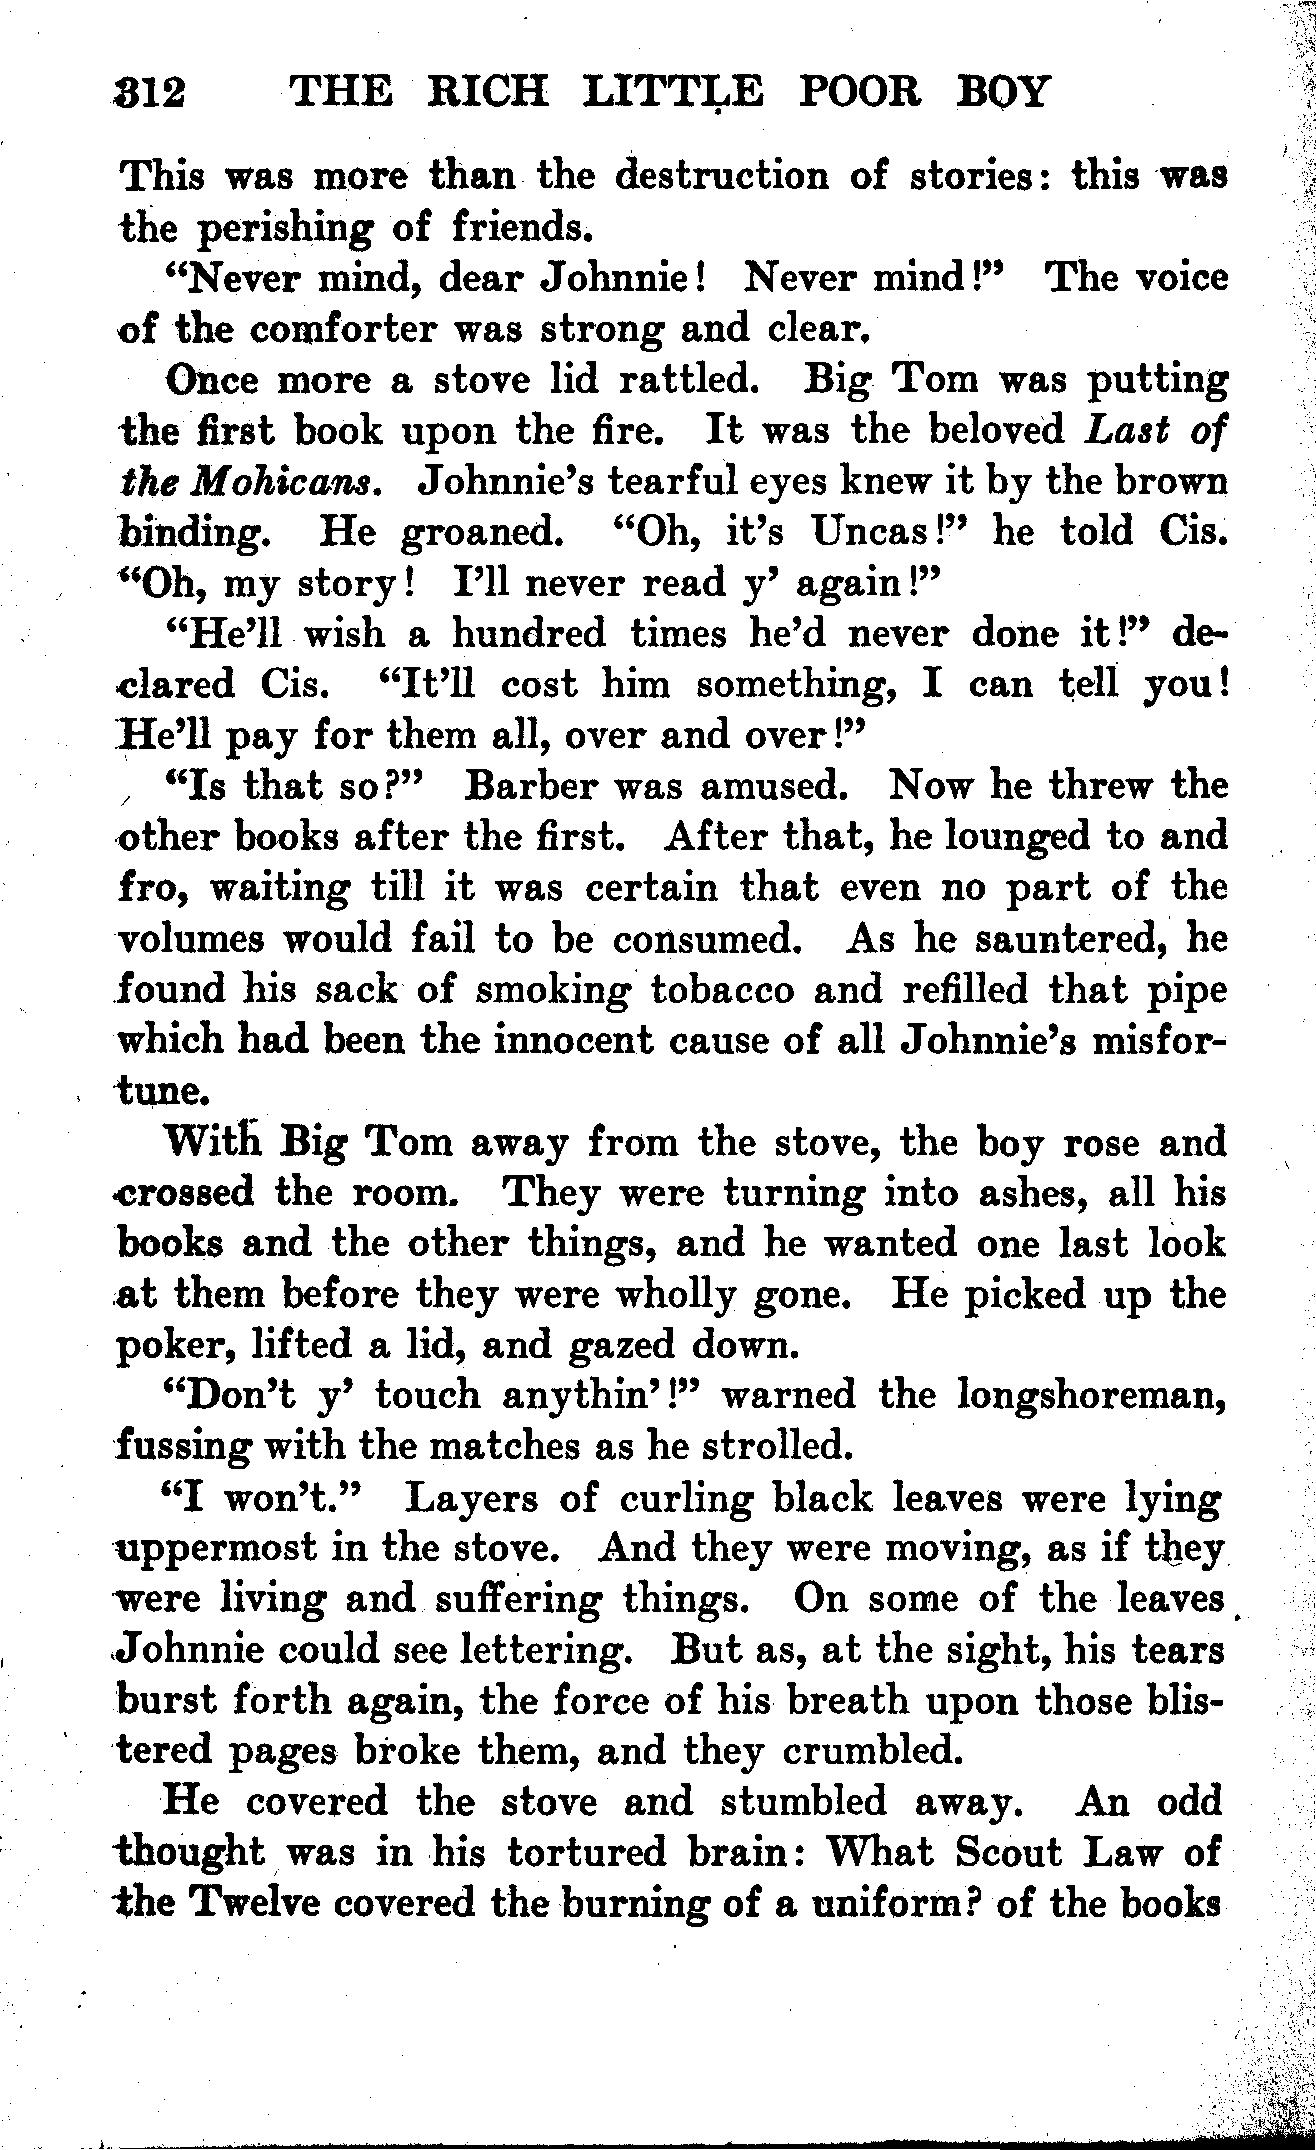 312 THE RICH LITTLE POOR BOY
This was more than the destruction of stories: this was
the perishing of friends.
“Never mind, dear Johnnie! Never mind!” The voice
of the comforter was strong and clear.
Once more a stove lid rattled. Big Tom was putting
the first book upon the fire. It was the beloved Last of
the Mohicans. Johnnie’s tearful eyes knew it by the brown
binding. He groaned. “Oh, it’s Uncas!” he told Cis.
“Oh, my story! I’ll never read y’ again!”
“He’ll wish a hundred times he’d never done it!” de-
clared Cis. “It’ll cost him something, I can tell you!
He’ll pay for them all, over and over!”
“Is that so?” Barber was amused. Now he threw the
other books after the first. After that, he lounged to and
fro, waiting till it was certain that even no part of the
volumes would fail to be consumed. As he sauntered, he
found his sack of smoking tobacco and refilled that pipe
which had been the innocent cause of all Johnnie’s misfor-
tune.
With Big Tom away from the stove, the boy rose and
crossed the room. They were turning into ashes, all his
books and the other things, and he wanted one last look
at them before they were wholly gone. He picked up the
poker, lifted a lid, and gazed down.
“Don’t y’ touch anythin’!” warned the longshoreman,
fussing with the matches as he strolled.
“I won’t.” Layers of curling black leaves were lying
uppermost in the stove. And they were moving, as if they
were living and suffering things. On some of the leaves
Johnnie could see lettering. But as, at the sight, his tears
burst forth again, the force of his breath upon those blis-
tered pages broke them, and they crumbled.
He covered the stove and stumbled away. An odd
thought was in his tortured brain: What Scout Law of
the Twelve covered the burning of a uniform? of the books